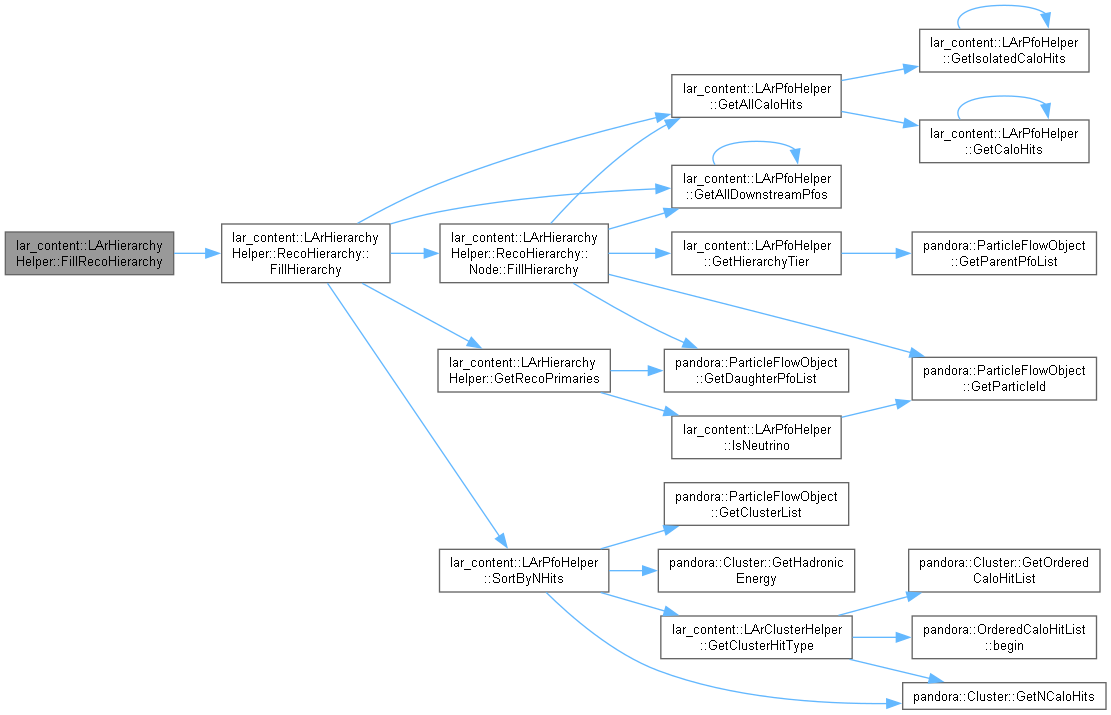 lar_content::LArHierarchy
Helper::FillRecoHierarchy
lar_content::LArHierarchy
Helper::RecoHierarchy::
FillHierarchy
lar_content::LArHierarchy
Helper::RecoHierarchy::
Node::FillHierarchy
lar_content::LArHierarchy
Helper::GetRecoPrimaries
lar_content::LArPfoHelper
::SortByNHits
lar_content::LArPfoHelper
::GetAllCaloHits
lar_content::LArPfoHelper
::GetAllDownstreamPfos
lar_content::LArPfoHelper
::GetHierarchyTier
pandora::ParticleFlowObject
::GetDaughterPfoList
lar_content::LArPfoHelper
::IsNeutrino
pandora::ParticleFlowObject
::GetClusterList
pandora::Cluster::GetHadronic
Energy
lar_content::LArClusterHelper
::GetClusterHitType
lar_content::LArPfoHelper
::GetIsolatedCaloHits
lar_content::LArPfoHelper
::GetCaloHits
pandora::ParticleFlowObject
::GetParentPfoList
pandora::ParticleFlowObject
::GetParticleId
pandora::Cluster::GetOrdered
CaloHitList
pandora::OrderedCaloHitList
::begin
pandora::Cluster::GetNCaloHits